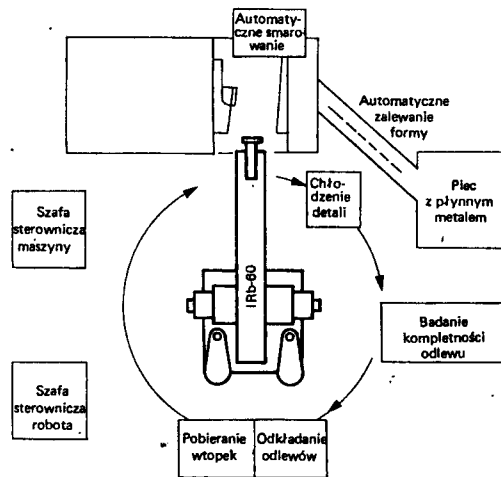 Automaty-
czne smaro-
wanie
Automatyczne
zalewanie
formy
Piec
z płynnym
metalem
Chło-
dzenie
detali
Szafa
sterownicza
maszyny
IRb-60
Badanie
kompletności
odlewu
Szafa
sterownicza
robota
Pobieranie
wtopek
Odkładanie
odlewów